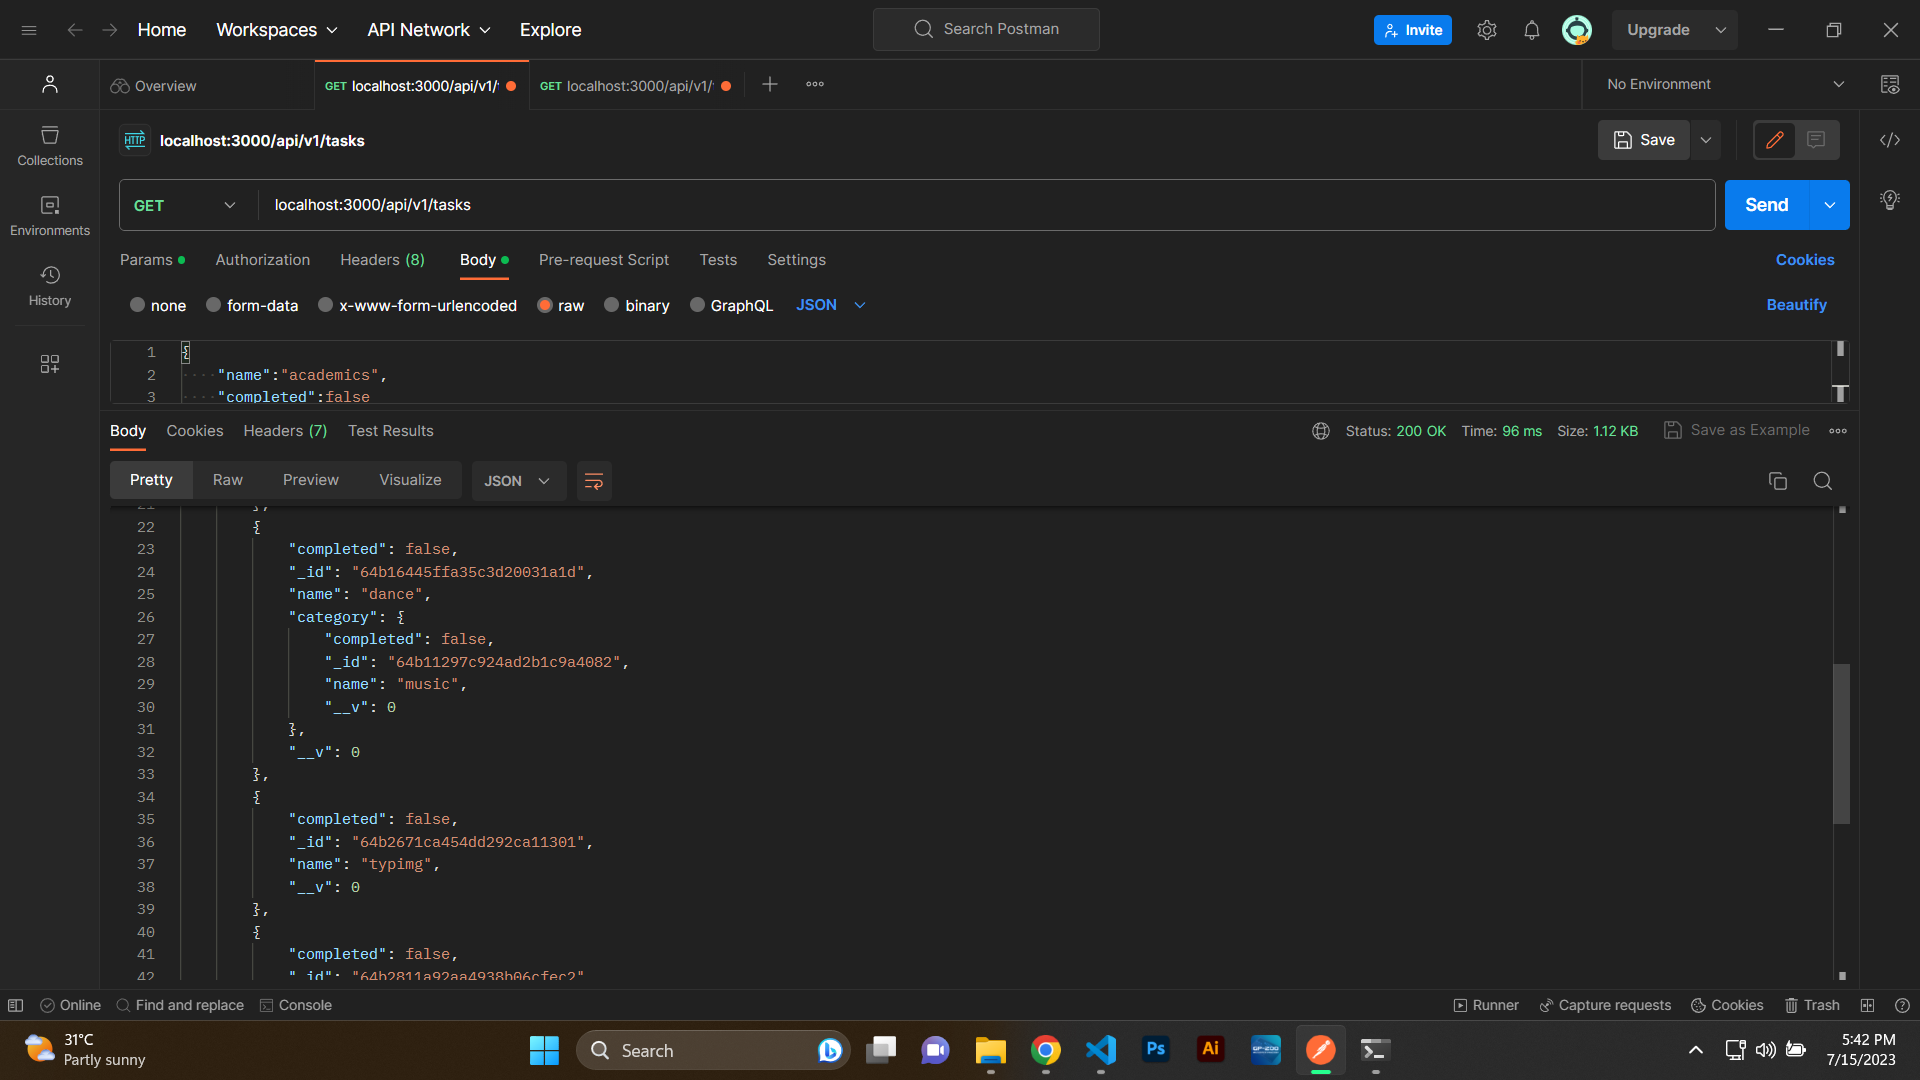 Home Workspaces API Network Explore Search Postman Invite Upgrade
Overview GET localhost:3000/api/v1/ GET localhost:3000/api/v1/ No Environment
HTTP localhost:3000/api/v1/tasks Save
Collections
Environments
History
GET localhost:3000/api/v1/tasks Send
Params Authorization Headers (8) Body Pre-request Script Tests Settings Cookies
none form-data x-www-form-urlencoded raw binary GraphQL JSON Beautify
1 {
2 "name":"academics",
3 "completed":false
Body Cookies Headers (7) Test Results Status: 200 OK Time: 96 ms Size: 1.12 KB Save as Example
Pretty Raw Preview Visualize JSON
21 },
22 {
23 "completed": false,
24 "_id": "64b16445ffa35c3d20031a1d",
25 "name": "dance",
26 "category": {
27 "completed": false,
28 "_id": "64b11297c924ad2b1c9a4082",
29 "name": "music",
30 "__v": 0
31 },
32 "__v": 0
33 },
34 {
35 "completed": false,
36 "_id": "64b2671ca454dd292ca11301",
37 "name": "typimg",
38 "__v": 0
39 },
40 {
41 "completed": false,
42 "_id": "64b2811a92aa4938b06cfec2"
Online Find and replace Console Runner Capture requests Cookies Trash
31°C
Partly sunny
Search
Ps Ai
5:42 PM
7/15/2023